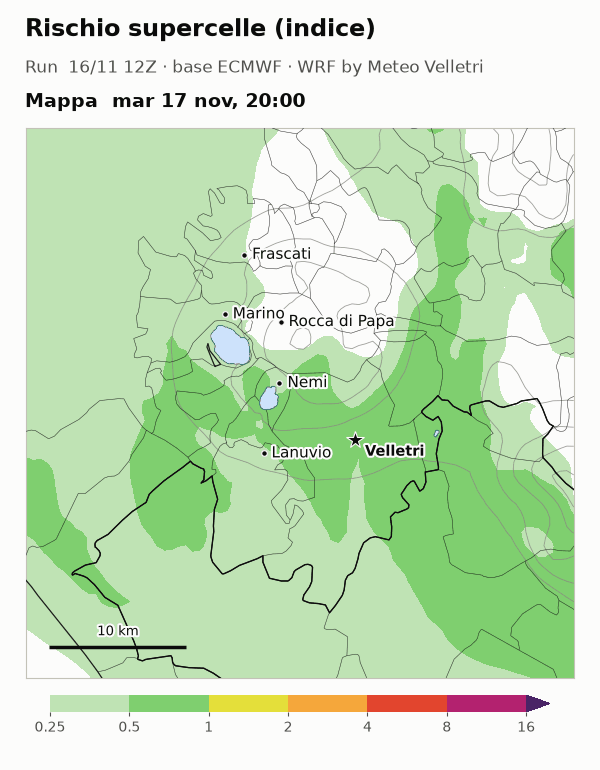 Rischio supercelle (indice)
Run  16/11 12Z · base ECMWF · WRF by Meteo Velletri
Mappa  mar 17 nov, 20:00
Frascati
Marino
Rocca di Papa
Nemi
Velletri
Lanuvio
10 km
0.25 0.5 1 2 4 8 16